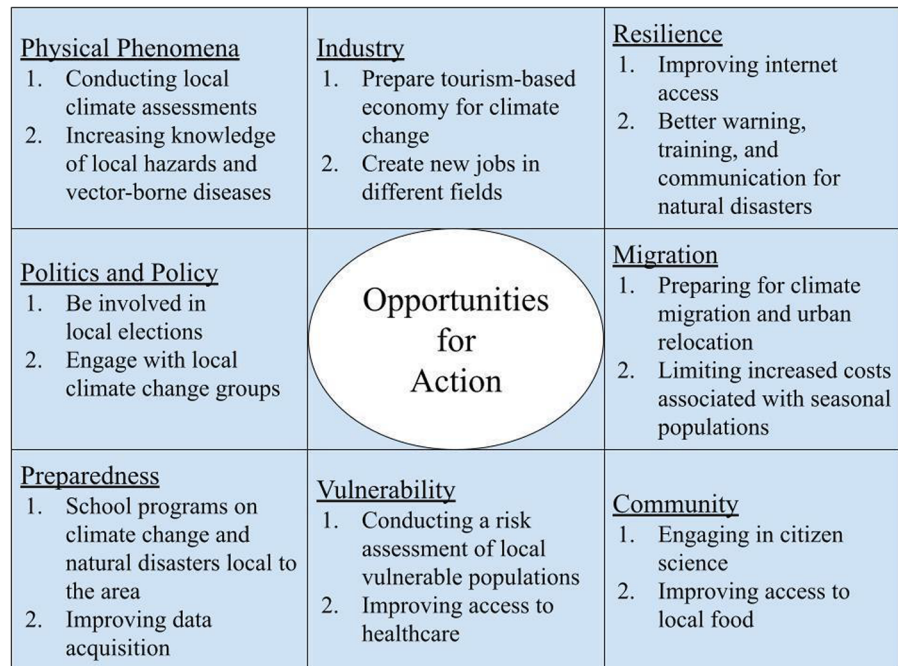 Physical Phenomena
1. Conducting local
climate assessments
2. Increasing knowledge
of local hazards and
vector-borne diseases
Industry
1. Prepare tourism-based
economy for climate
change
2. Create new jobs in
different fields
Resilience
1. Improving internet
access
2. Better warning,
training, and
communication for
natural disasters
Politics and Policy
1. Be involved in
local elections
2. Engage with local
climate change groups
Opportunities
for
Action
Migration
1. Preparing for climate
migration and urban
relocation
2. Limiting increased costs
associated with seasonal
populations
Preparedness
1. School programs on
climate change and
natural disasters local to
the area
2. Improving data
acquisition
Vulnerability
1. Conducting a risk
assessment of local
vulnerable populations
2. Improving access to
healthcare
Community
1. Engaging in citizen
science
2. Improving access to
local food